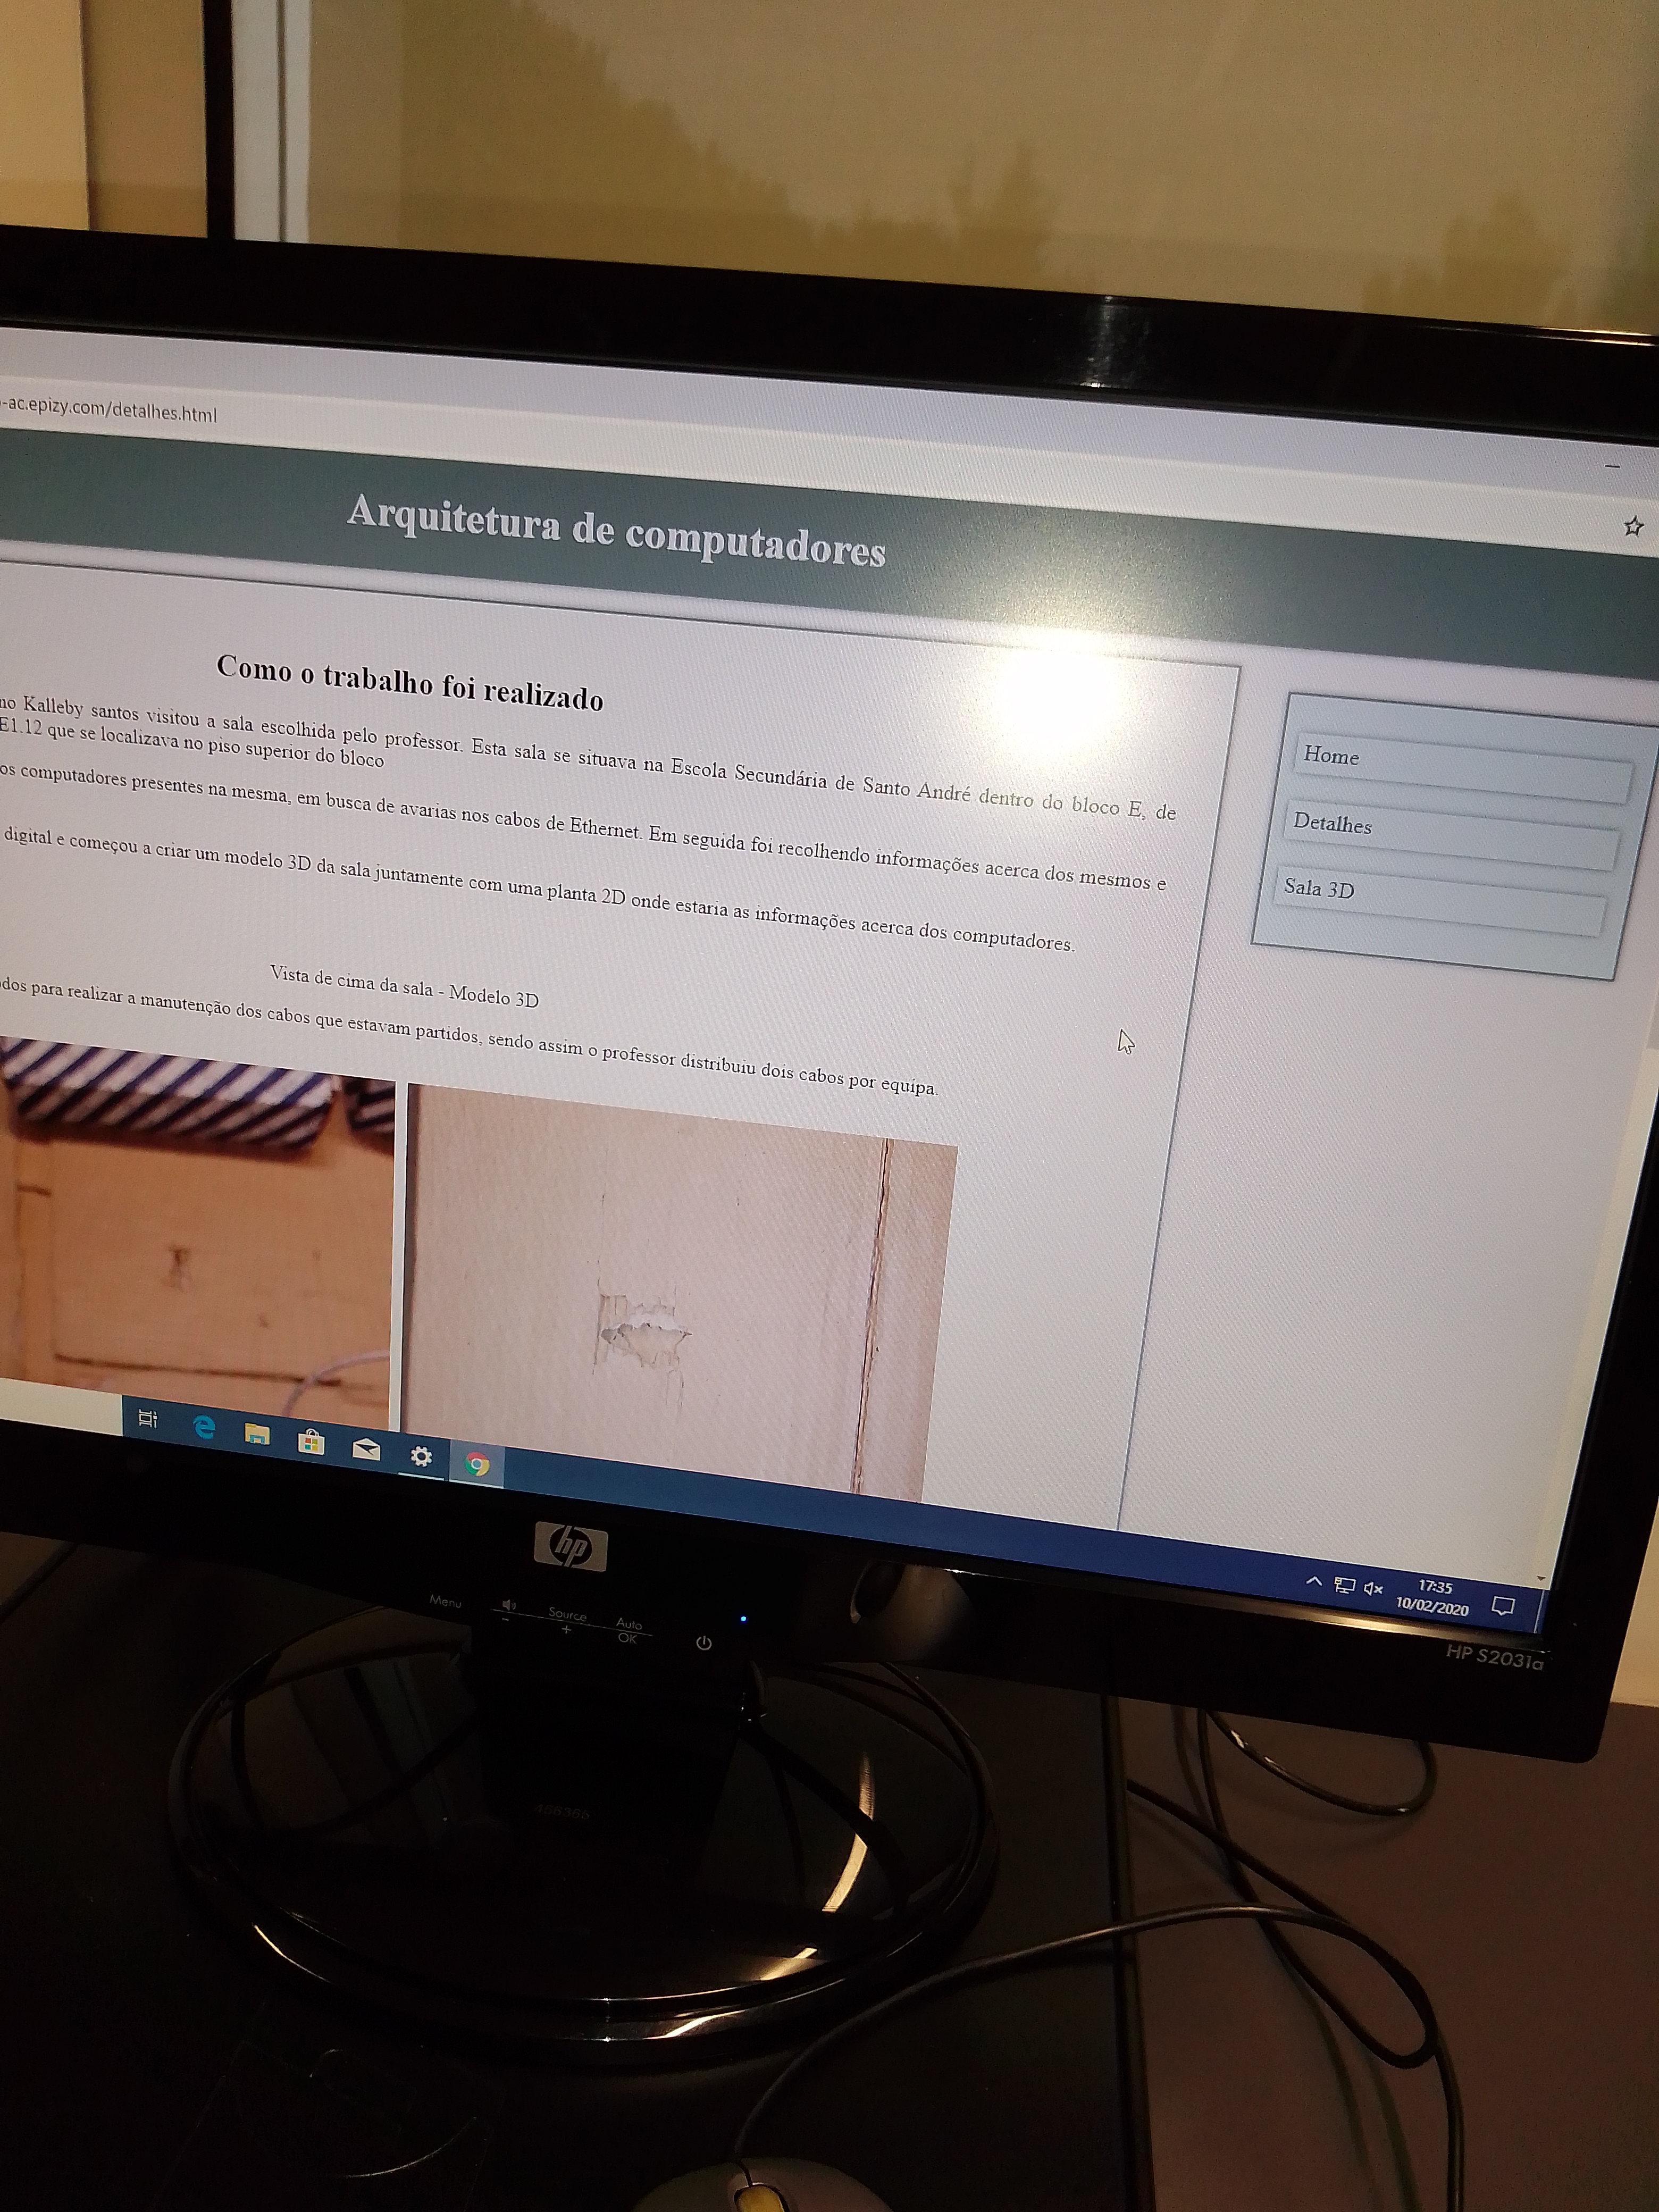 -ac.epizy.com/detalhes.html
Arquitetura de computadores
Como o trabalho foi realizado
no Kalleby santos visitou a sala escolhida pelo professor. Esta sala se situava na Escola Secundária de Santo André dentro do bloco E, de
E1.12 que se localizava no piso superior do bloco
os computadores presentes na mesma, em busca de avarias nos cabos de Ethernet. Em seguida foi recolhendo informações acerca dos mesmos e
digital e começou a criar um modelo 3D da sala juntamente com uma planta 2D onde estaria as informações acerca dos computadores.
Vista de cima da sala - Modelo 3D
dos para realizar a manutenção dos cabos que estavam partidos, sendo assim o professor distribuiu dois cabos por equipa.
Home
Detalhes
Sala 3D
17:35
10/02/2020
hp
Menu
Source
Auto
- + OK
HP S2031a